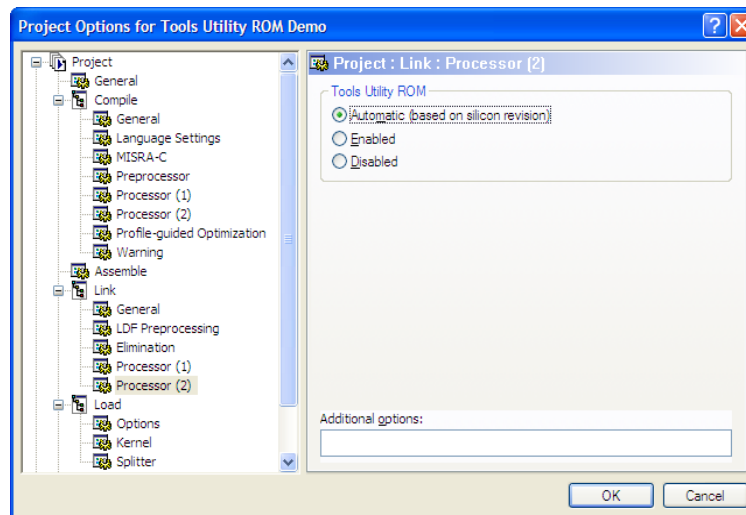 Project Options for Tools Utility ROM Demo
Project
General
Compile
General
Language Settings
MISRA-C
Preprocessor
Processor (1)
Processor (2)
Profile-guided Optimization
Warning
Assemble
Link
General
LDF Preprocessing
Elimination
Processor (1)
Processor (2)
Load
Options
Kernel
Splitter
Project : Link : Processor (2)
Tools Utility ROM
Automatic (based on silicon revision)
Enabled
Disabled
Additional options:
OK
Cancel